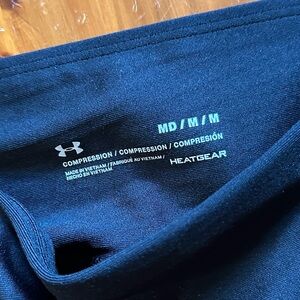 MD / M / M
COMPRESSION / COMPRESSION / COMPRESIÓN
MADE IN VIETNAM / FABRIQUÉ AU VIETNAM /
HECHO EN VIETNAM
HEATGEAR